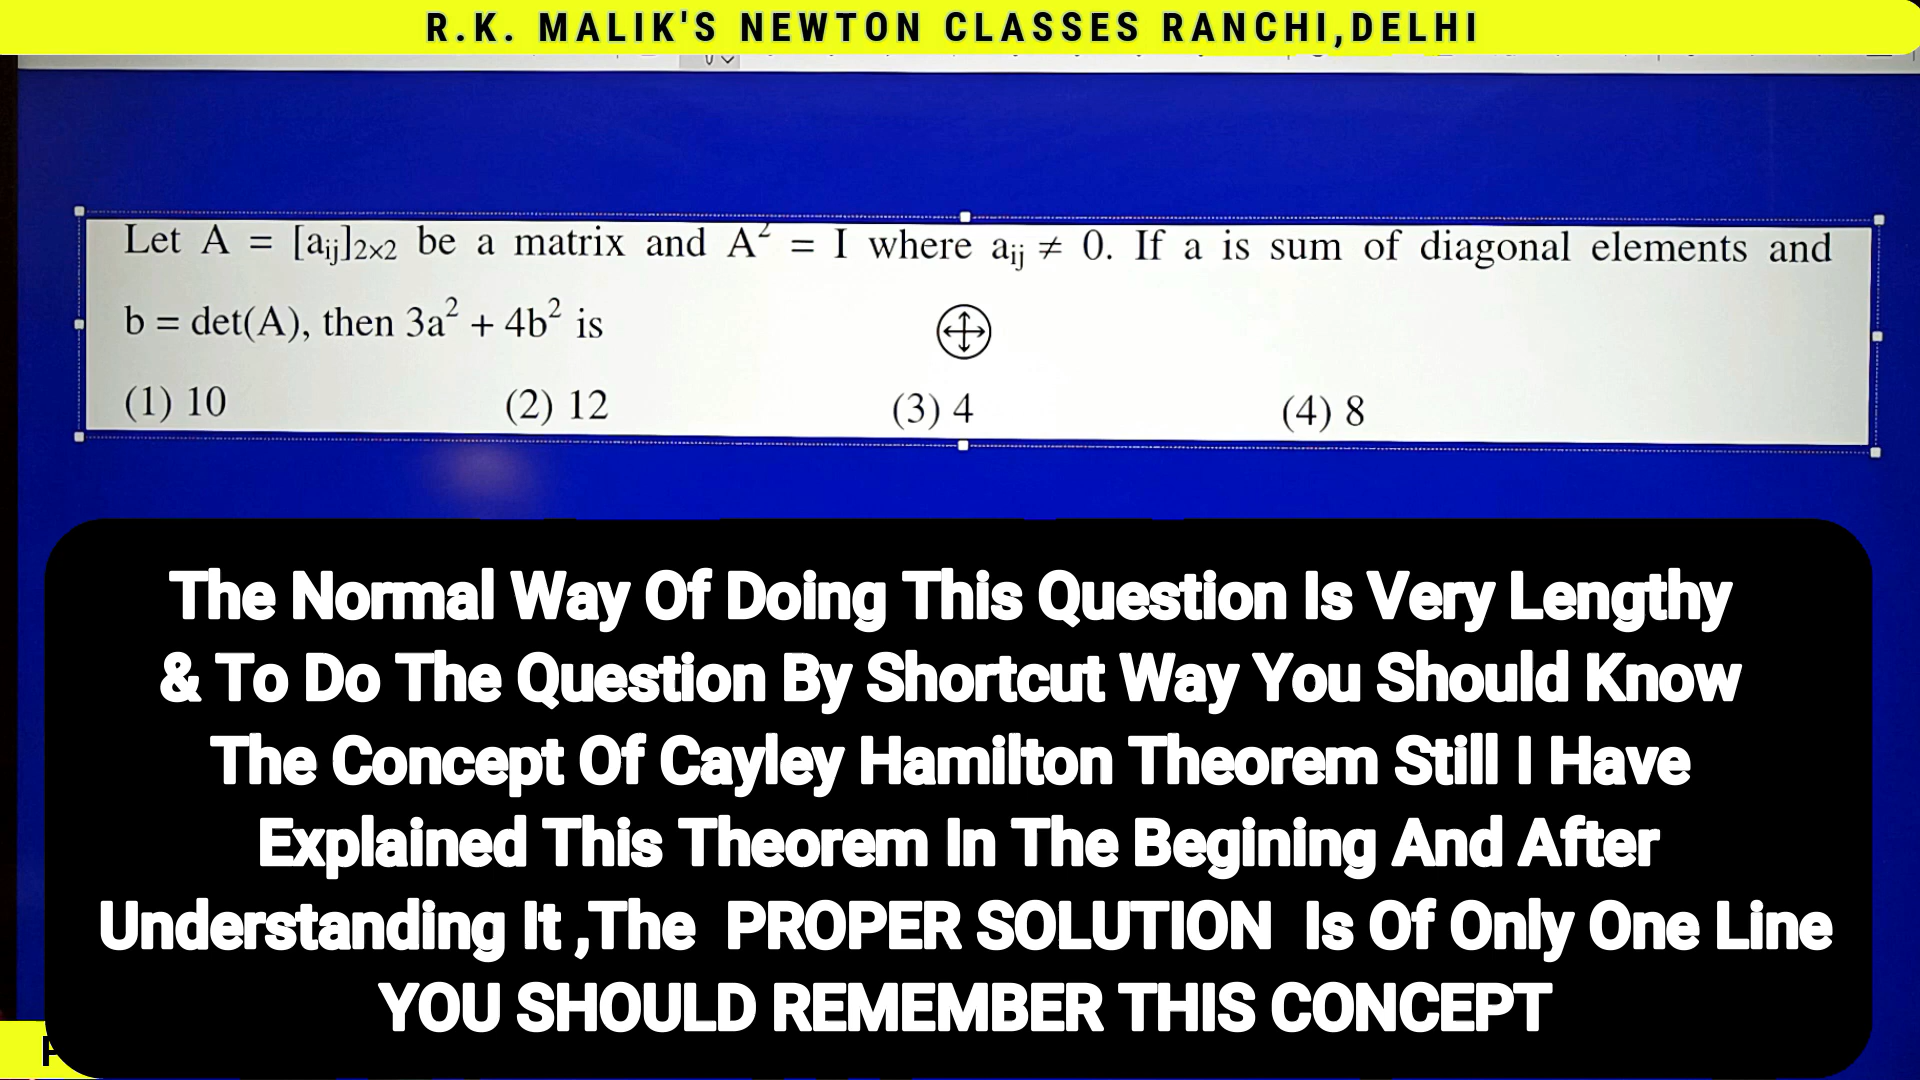 R.K. MALIK'S NEWTON CLASSES RANCHI,DELHI
Let A = [aij]2×2 be a matrix and A² = I where aij ≠ 0. If a is sum of diagonal elements and
b = det(A), then 3a² + 4b² is
(1) 10 (2) 12 (3) 4 (4) 8
The Normal Way Of Doing This Question Is Very Lengthy
& To Do The Question By Shortcut Way You Should Know
The Concept Of Cayley Hamilton Theorem Still I Have
Explained This Theorem In The Begining And After
Understanding It ,The PROPER SOLUTION Is Of Only One Line
YOU SHOULD REMEMBER THIS CONCEPT